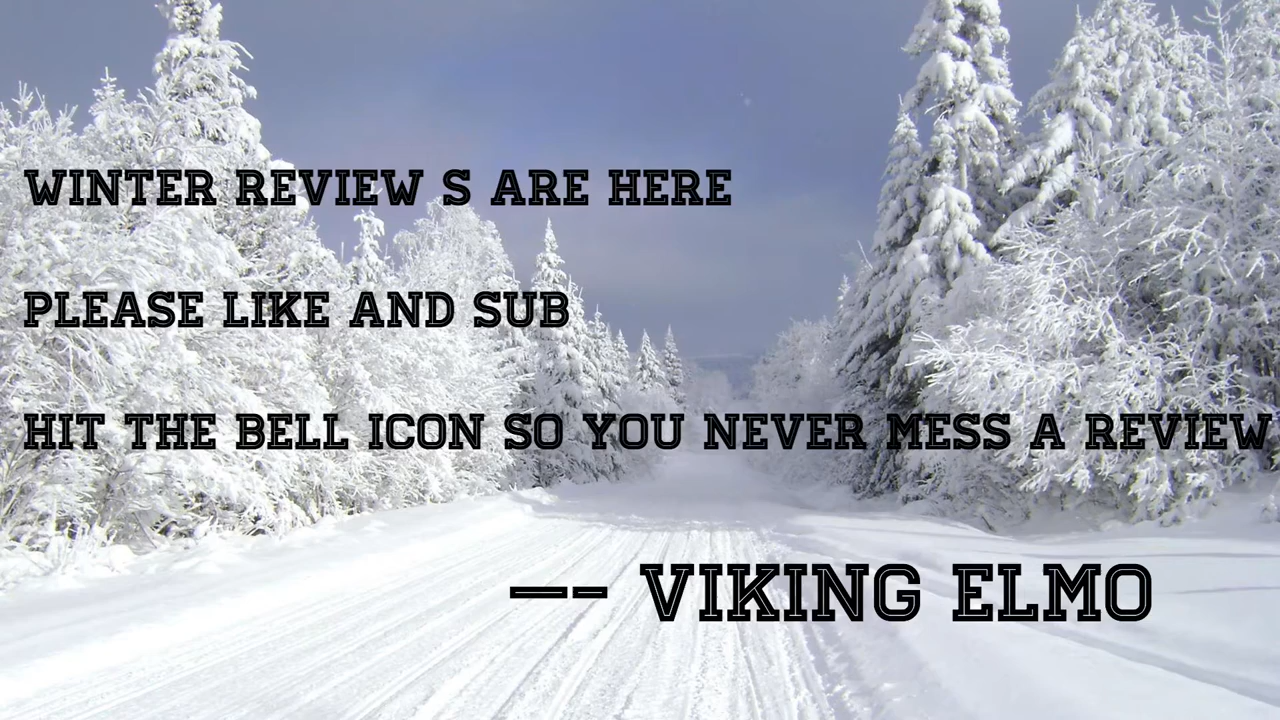 WINTER REVIEW S ARE HERE
PLEASE LIKE AND SUB
HIT THE BELL ICON SO YOU NEVER MESS A REVIEW
—- VIKING ELMO